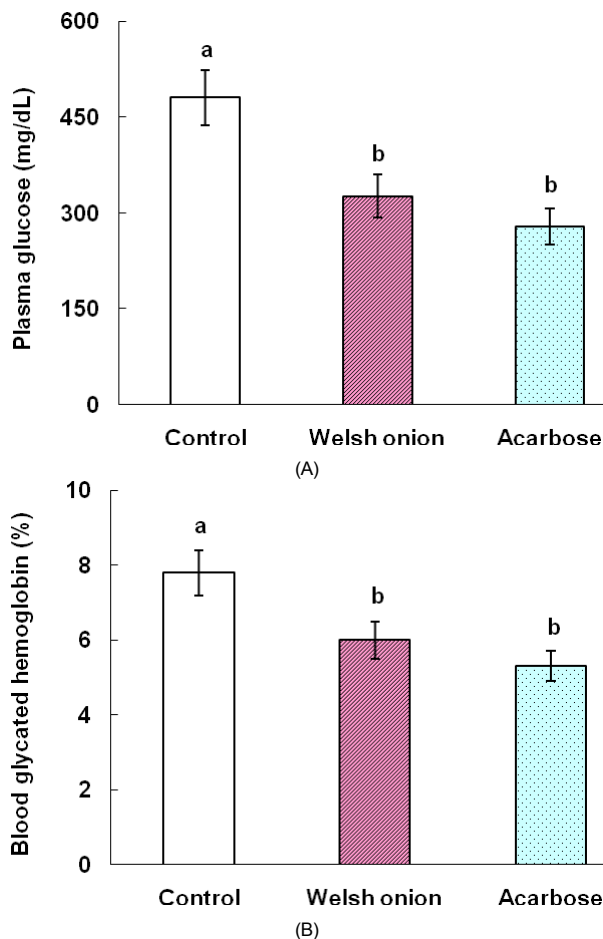 Plasma glucose (mg/dL)
600
450
300
150
0
a
b
b
Control Welsh onion Acarbose
(A)
Blood glycated hemoglobin (%)
10
8
6
4
2
0
a
b
b
Control Welsh onion Acarbose
(B)